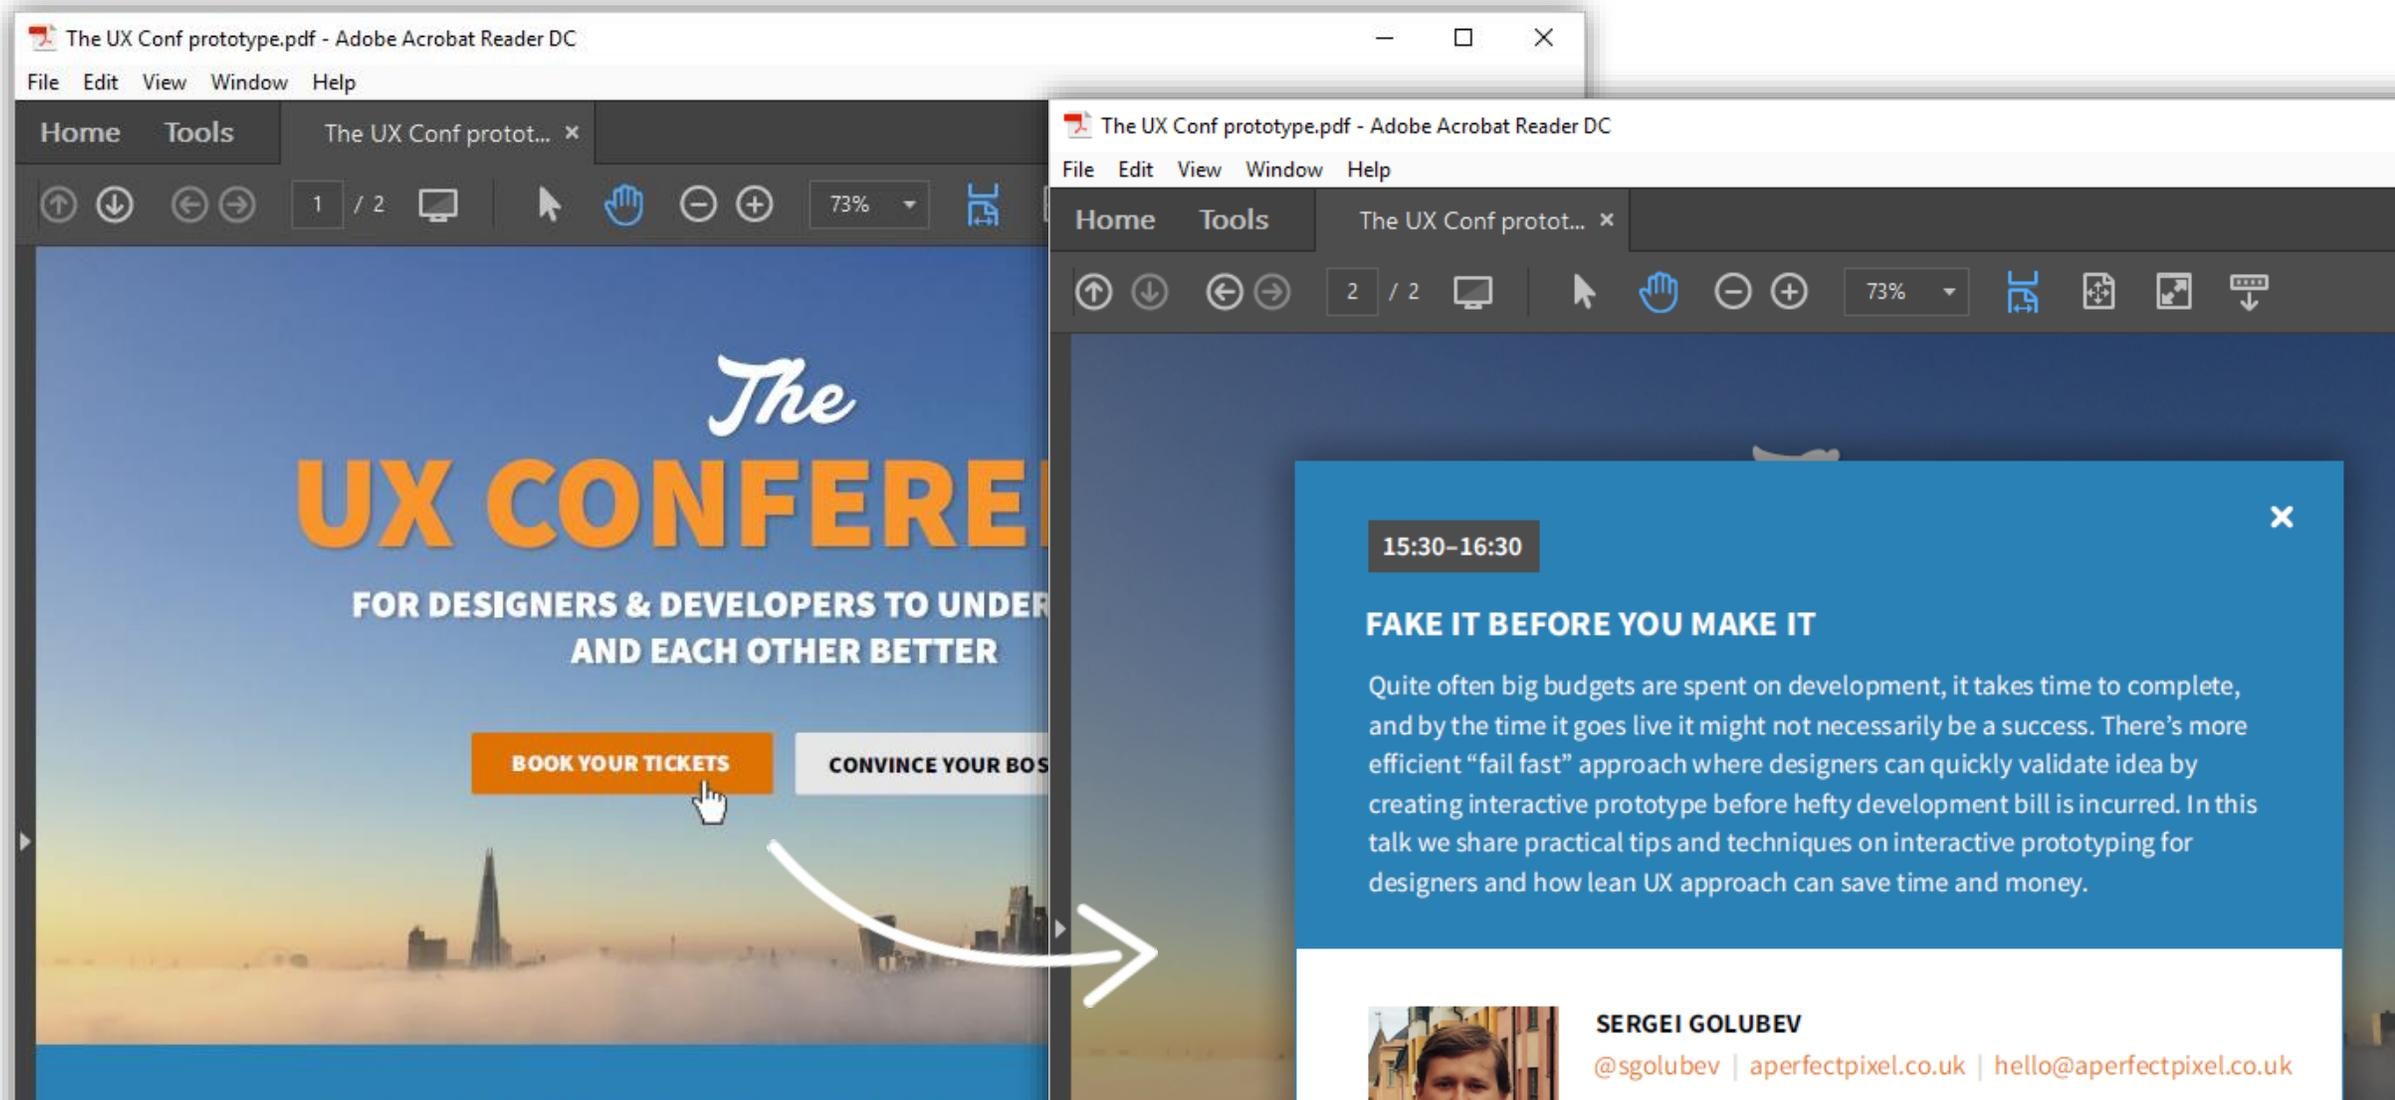 The UX Conf prototype.pdf - Adobe Acrobat Reader DC
File Edit View Window Help
Home Tools The UX Conf protot... ×
1 / 2 73%
The
UX CONFERE
FOR DESIGNERS & DEVELOPERS TO UNDER
AND EACH OTHER BETTER
BOOK YOUR TICKETS
CONVINCE YOUR BOS
The UX Conf prototype.pdf - Adobe Acrobat Reader DC
File Edit View Window Help
Home Tools The UX Conf protot... ×
2 / 2 73%
15:30–16:30
FAKE IT BEFORE YOU MAKE IT
Quite often big budgets are spent on development, it takes time to complete,
and by the time it goes live it might not necessarily be a success. There’s more
efficient “fail fast” approach where designers can quickly validate idea by
creating interactive prototype before hefty development bill is incurred. In this
talk we share practical tips and techniques on interactive prototyping for
designers and how lean UX approach can save time and money.
SERGEI GOLUBEV
@sgolubev | aperfectpixel.co.uk | hello@aperfectpixel.co.uk